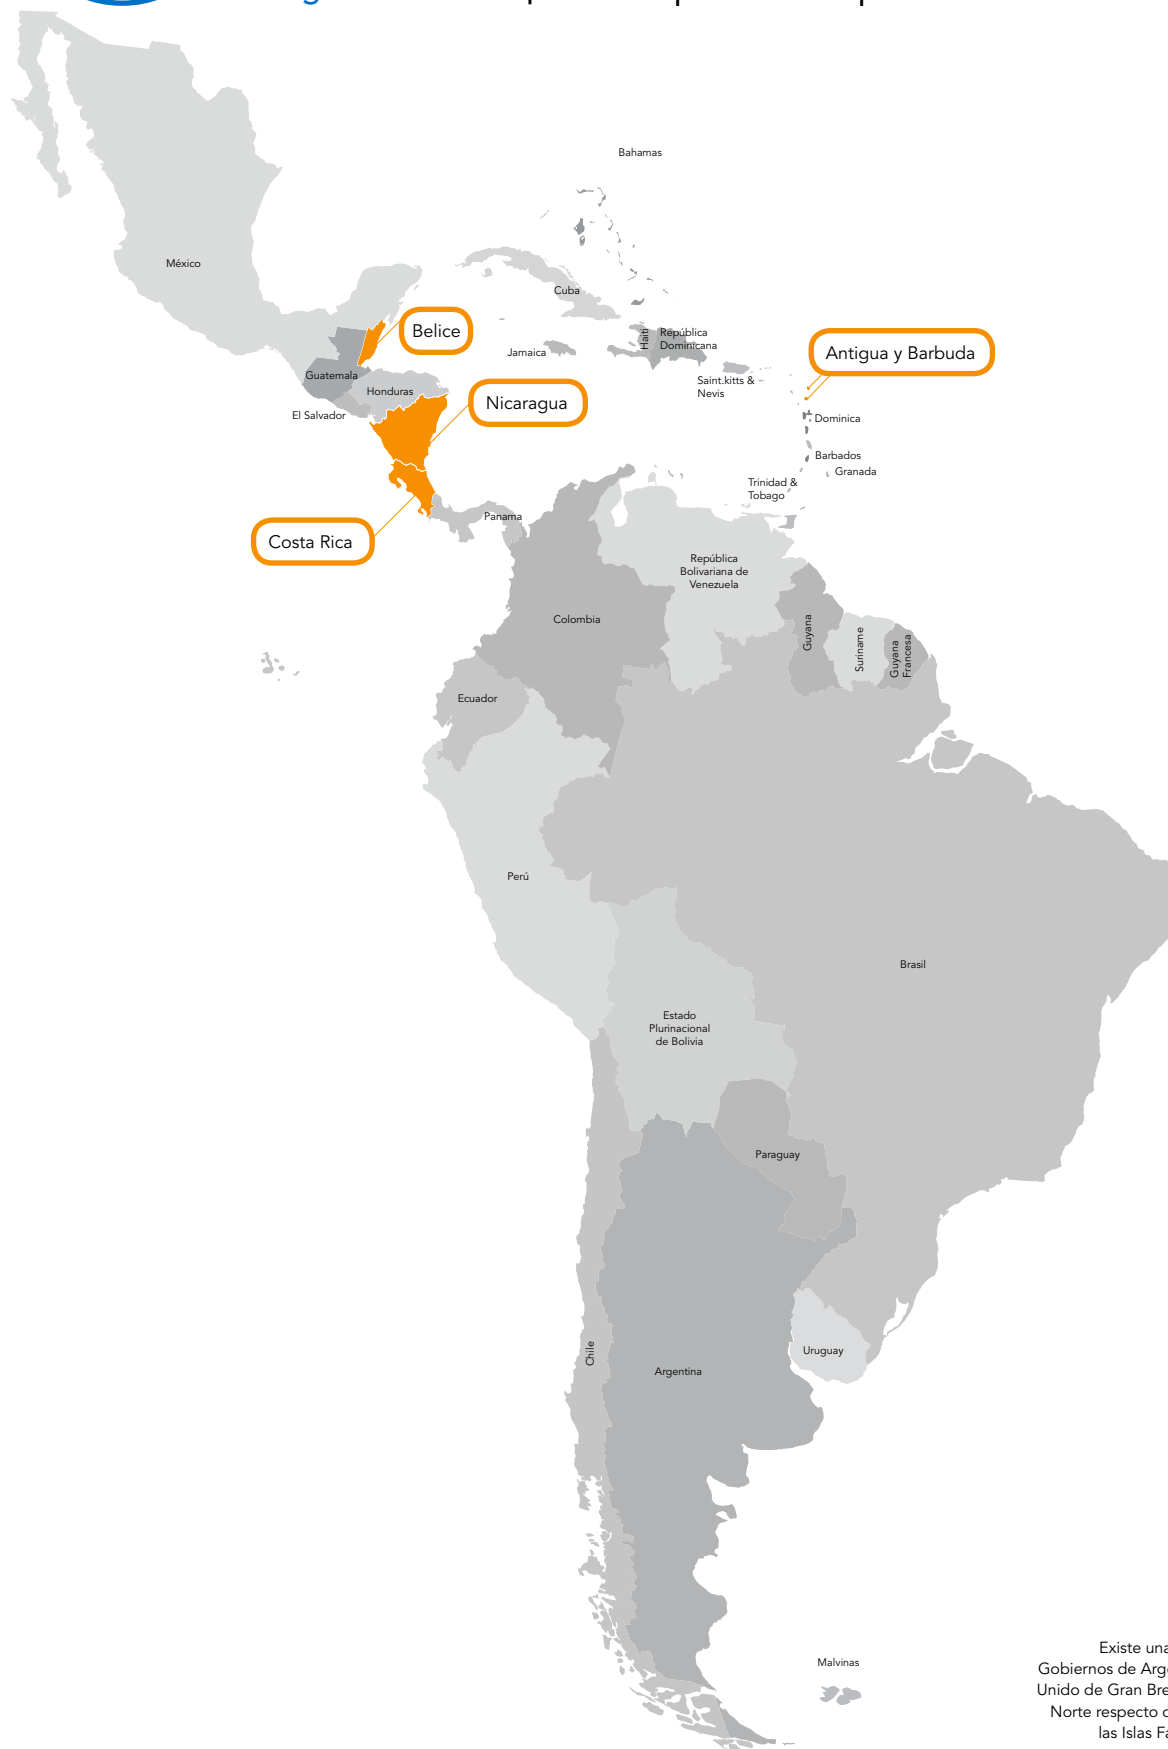 Bahamas
México
Cuba
Belice
Haití
República
Dominicana
Antigua y Barbuda
Jamaica
Guatemala
Saint.kitts &
Nevis
Honduras
Nicaragua
El Salvador
Dominica
Barbados
Granada
Trinidad &
Tobago
Panama
Costa Rica
República
Bolivariana de
Venezuela
Colombia
Guyana
Suriname
Guyana
Francesa
Ecuador
Perú
Brasil
Estado
Plurinacional
de Bolivia
Paraguay
Chile
Uruguay
Argentina
Malvinas
Existe una
Gobiernos de Arg
Unido de Gran Bre
Norte respecto
las Islas